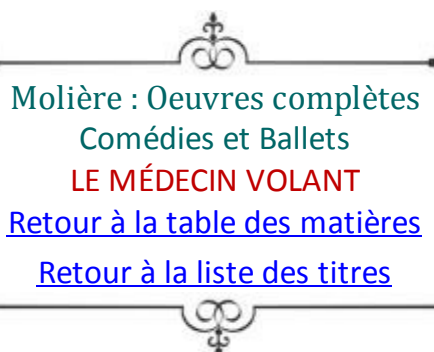 Molière : Oeuvres complètes
Comédies et Ballets
LE MÉDECIN VOLANT
Retour à la table des matières
Retour à la liste des titres